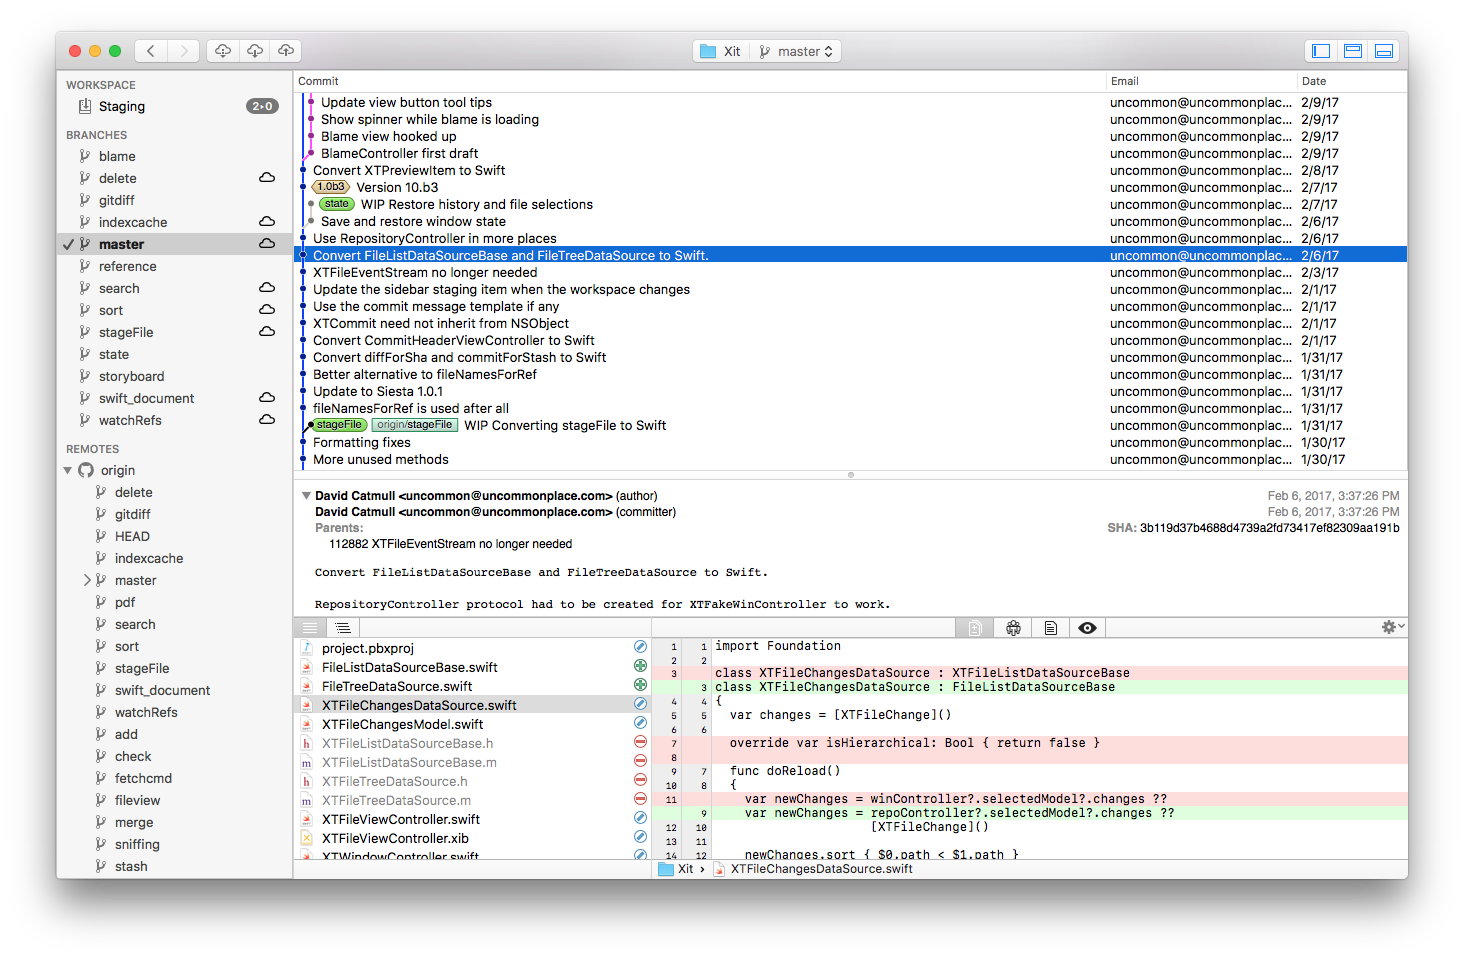 Xit master
WORKSPACE
Staging 2▸0
BRANCHES
blame
delete
gitdiff
indexcache
master
reference
search
sort
stageFile
state
storyboard
swift_document
watchRefs
REMOTES
origin
delete
gitdiff
HEAD
indexcache
master
pdf
search
sort
stageFile
swift_document
watchRefs
add
check
fetchcmd
fileview
merge
sniffing
stash
Commit Email Date
Update view button tool tips uncommon@uncommonplac... 2/9/17
Show spinner while blame is loading uncommon@uncommonplac... 2/9/17
Blame view hooked up uncommon@uncommonplac... 2/9/17
BlameController first draft uncommon@uncommonplac... 2/9/17
Convert XTPreviewItem to Swift uncommon@uncommonplac... 2/8/17
1.0b3 Version 10.b3 uncommon@uncommonplac... 2/7/17
state WIP Restore history and file selections uncommon@uncommonplac... 2/7/17
Save and restore window state uncommon@uncommonplac... 2/6/17
Use RepositoryController in more places uncommon@uncommonplac... 2/6/17
Convert FileListDataSourceBase and FileTreeDataSource to Swift. uncommon@uncommonplac... 2/6/17
XTFileEventStream no longer needed uncommon@uncommonplac... 2/3/17
Update the sidebar staging item when the workspace changes uncommon@uncommonplac... 2/1/17
Use the commit message template if any uncommon@uncommonplac... 2/1/17
XTCommit need not inherit from NSObject uncommon@uncommonplac... 2/1/17
Convert CommitHeaderViewController to Swift uncommon@uncommonplac... 2/1/17
Convert diffForSha and commitForStash to Swift uncommon@uncommonplac... 1/31/17
Better alternative to fileNamesForRef uncommon@uncommonplac... 1/31/17
Update to Siesta 1.0.1 uncommon@uncommonplac... 1/31/17
fileNamesForRef is used after all uncommon@uncommonplac... 1/31/17
stageFile origin/stageFile WIP Converting stageFile to Swift uncommon@uncommonplac... 1/31/17
Formatting fixes uncommon@uncommonplac... 1/30/17
More unused methods uncommon@uncommonplac... 1/30/17
David Catmull <uncommon@uncommonplace.com> (author) Feb 6, 2017, 3:37:26 PM
David Catmull <uncommon@uncommonplace.com> (committer) Feb 6, 2017, 3:37:26 PM
Parents: SHA: 3b119d37b4688d4739a2fd73417ef82309aa191b
112882 XTFileEventStream no longer needed
Convert FileListDataSourceBase and FileTreeDataSource to Swift.
RepositoryController protocol had to be created for XTFakeWinController to work.
project.pbxproj
FileListDataSourceBase.swift
FileTreeDataSource.swift
XTFileChangesDataSource.swift
XTFileChangesModel.swift
XTFileListDataSourceBase.h
XTFileListDataSourceBase.m
XTFileTreeDataSource.h
XTFileTreeDataSource.m
XTFileViewController.swift
XTFileViewController.xib
XTWindowController.swift
1 1 import Foundation
2 2
3 class XTFileChangesDataSource : XTFileListDataSourceBase
3 class XTFileChangesDataSource : FileListDataSourceBase
4 4 {
5 5 var changes = [XTFileChange]()
6 6
7 override var isHierarchical: Bool { return false }
8
9 7 func doReload()
10 8 {
11 var newChanges = winController?.selectedModel?.changes ??
9 var newChanges = repoController?.selectedModel?.changes ??
12 10 [XTFileChange]()
13 11
14 12 newChanges.sort { $0.path < $1.path }
Xit › XTFileChangesDataSource.swift